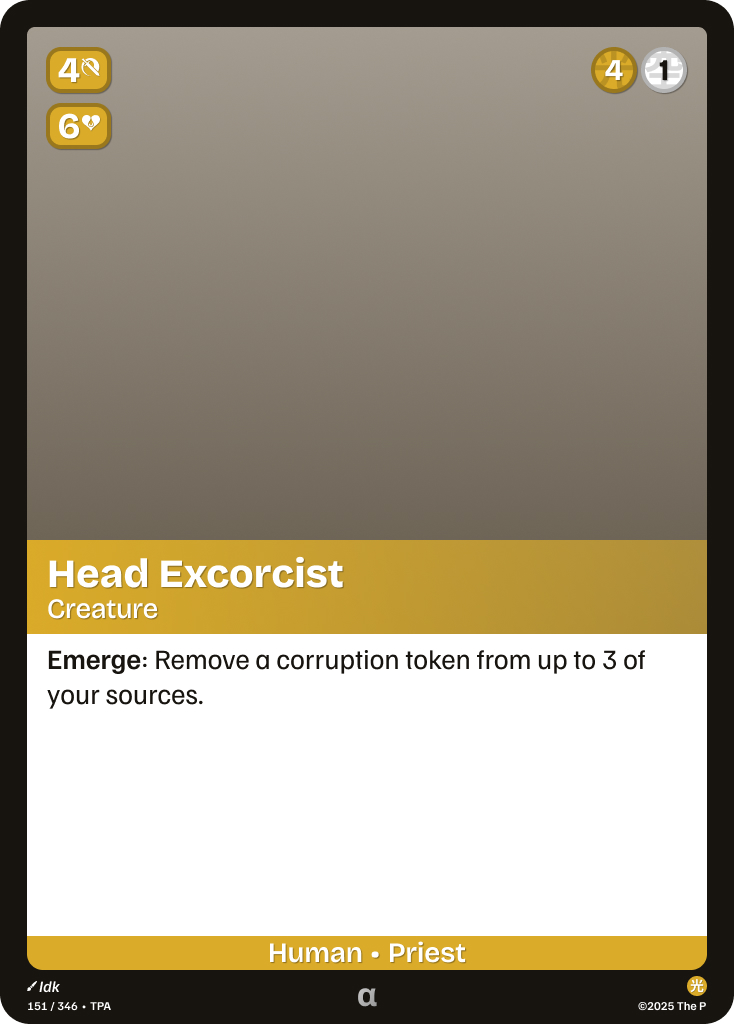 4
4 1
6
Head Excorcist
Creature
Emerge: Remove a corruption token from up to 3 of
your sources.
Human • Priest
Idk
151 / 346 • TPA
α
光
©2025 The P